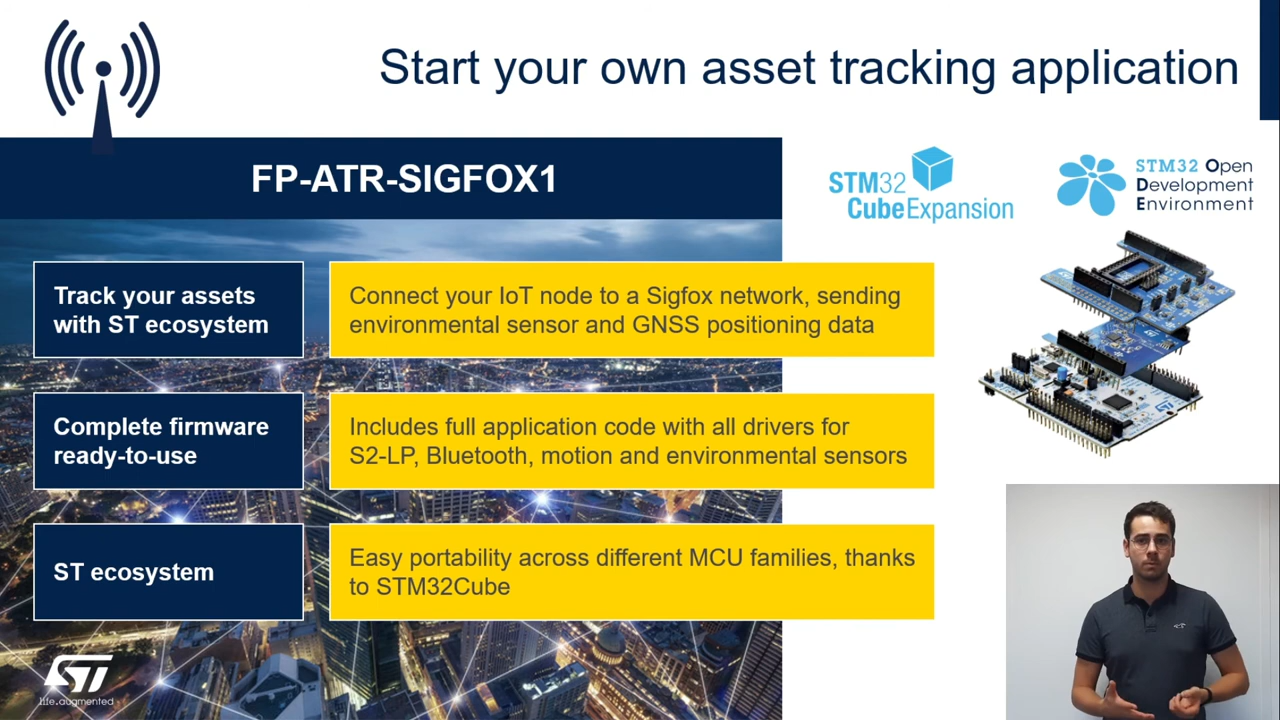 Start your own asset tracking application
FP-ATR-SIGFOX1
STM32
CubeExpansion
STM32 Open
Development
Environment
Track your assets
with ST ecosystem
Connect your IoT node to a Sigfox network, sending
environmental sensor and GNSS positioning data
Complete firmware
ready-to-use
Includes full application code with all drivers for
S2-LP, Bluetooth, motion and environmental sensors
ST ecosystem
Easy portability across different MCU families, thanks
to STM32Cube
ST
life.augmented